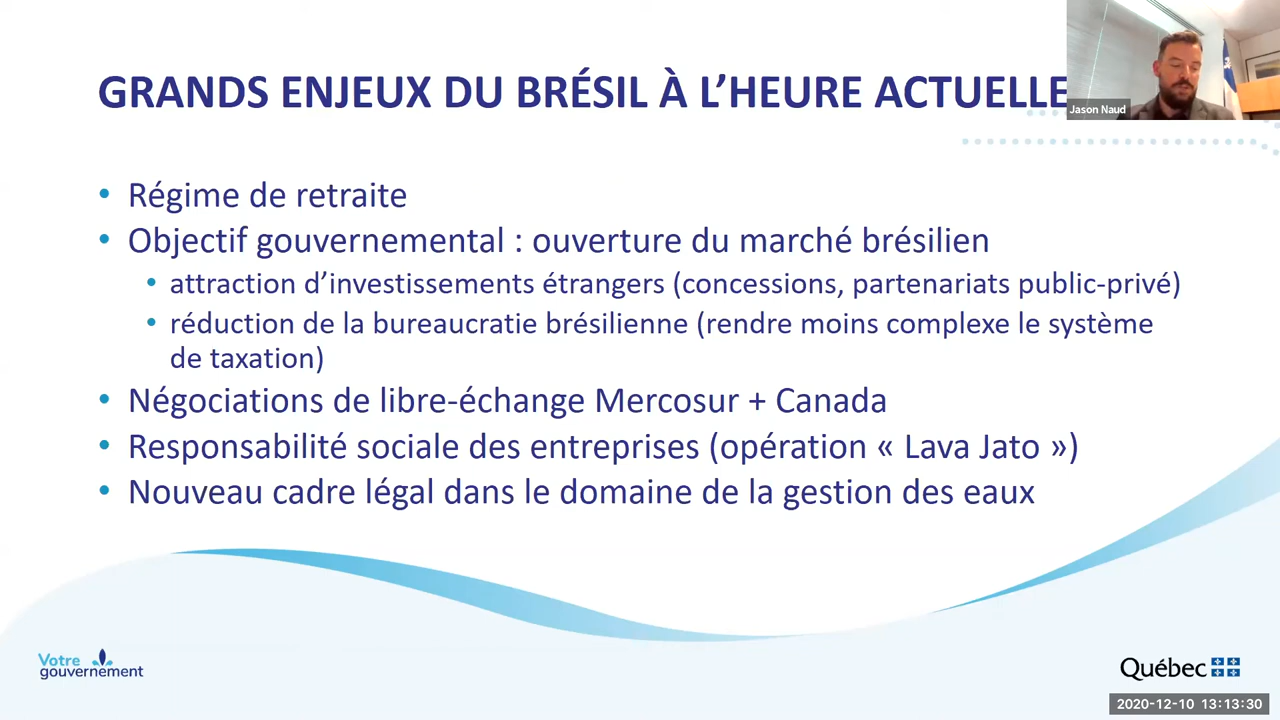 GRANDS ENJEUX DU BRÉSIL À L’HEURE ACTUELLE
Jason Naud
• Régime de retraite
• Objectif gouvernemental : ouverture du marché brésilien
• attraction d’investissements étrangers (concessions, partenariats public-privé)
• réduction de la bureaucratie brésilienne (rendre moins complexe le système
de taxation)
• Négociations de libre-échange Mercosur + Canada
• Responsabilité sociale des entreprises (opération « Lava Jato »)
• Nouveau cadre légal dans le domaine de la gestion des eaux
Votre
gouvernement
Québec
2020-12-10 13:13:30